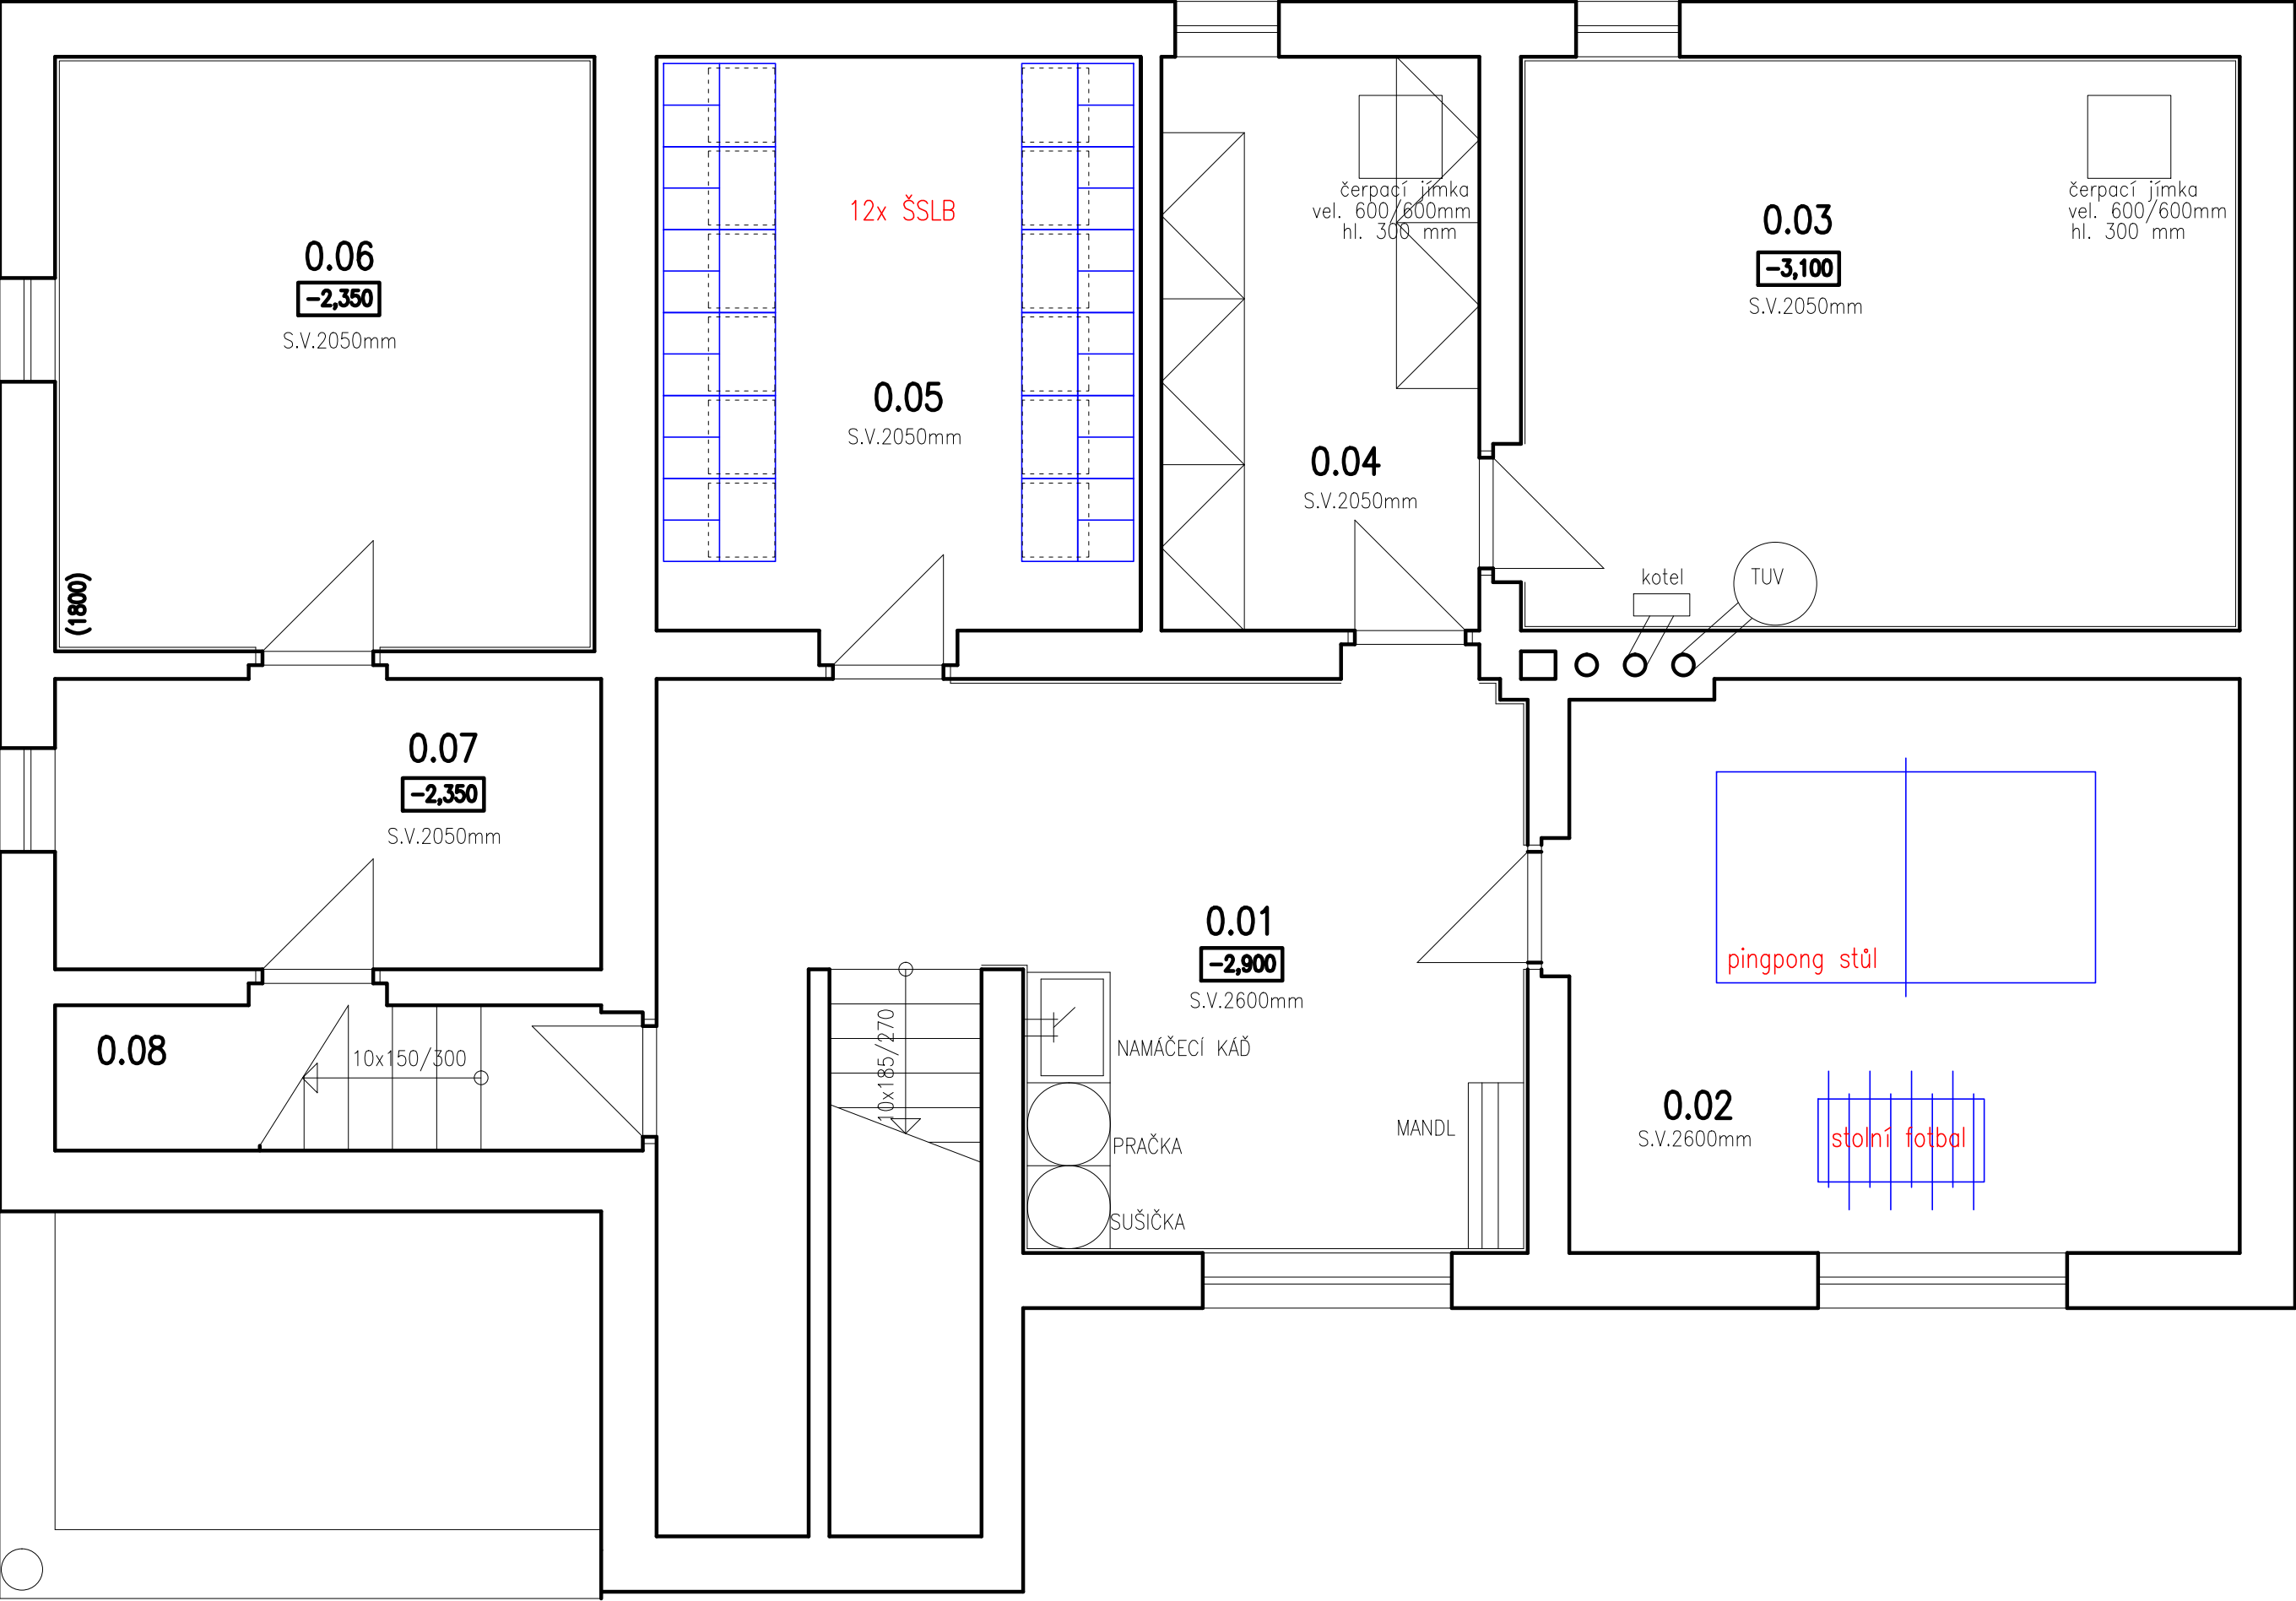 0.06
-2,350
S.V.2050mm
(1800)
12x ŠSLB
0.05
S.V.2050mm
čerpací jímka
vel. 600/600mm
hl. 300 mm
0.04
S.V.2050mm
0.03
-3,100
S.V.2050mm
čerpací jímka
vel. 600/600mm
hl. 300 mm
kotel
TUV
0.07
-2,350
S.V.2050mm
0.08
10x150/300
10x185/270
0.01
-2,900
S.V.2600mm
NAMÁČECÍ KÁĎ
PRAČKA
SUŠIČKA
MANDL
pingpong stůl
0.02
S.V.2600mm
stolní fotbal